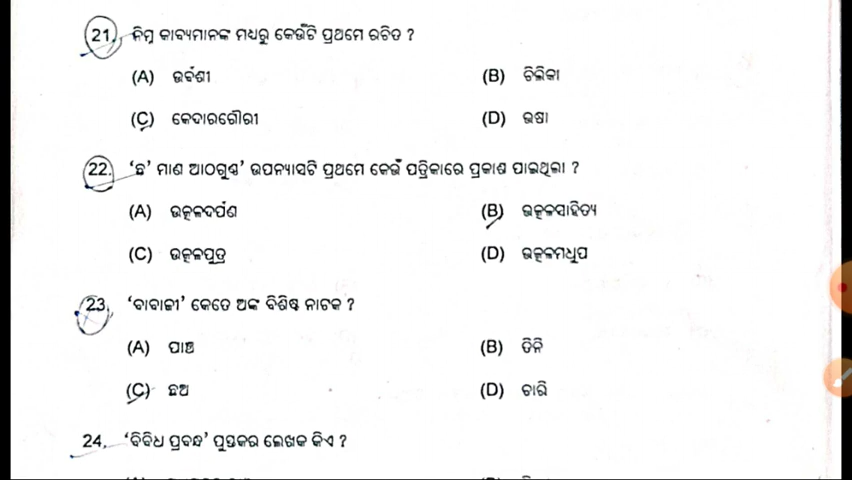 21. ନିମ୍ନ କାବ୍ୟମାନଙ୍କ ମଧ୍ୟରୁ କେଉଁଟି ପ୍ରଥମେ ରଚିତ ?
(A) ଉର୍ବଶୀ (B) ଚିଲିକା
(C) କେଦାରଗୌରୀ (D) ଉଷା
22. ‘ଛ’ ମାଣ ଆଠଗୁଣ୍ଠ’ ଉପନ୍ୟାସଟି ପ୍ରଥମେ କେଉଁ ପତ୍ରିକାରେ ପ୍ରକାଶ ପାଇଥିଲା ?
(A) ଉତ୍କଳଦର୍ପଣ (B) ଉତ୍କଳସାହିତ୍ୟ
(C) ଉତ୍କଳପୁତ୍ର (D) ଉତ୍କଳମଧୁପ
23. ‘ବାବାଜୀ’ କେତେ ଅଙ୍କ ବିଶିଷ୍ଟ ନାଟକ ?
(A) ପାଞ୍ଚ (B) ତିନି
(C) ଛଅ (D) ଚାରି
24. ‘ବିବିଧ ପ୍ରବନ୍ଧ’ ପୁସ୍ତକର ଲେଖକ କିଏ ?